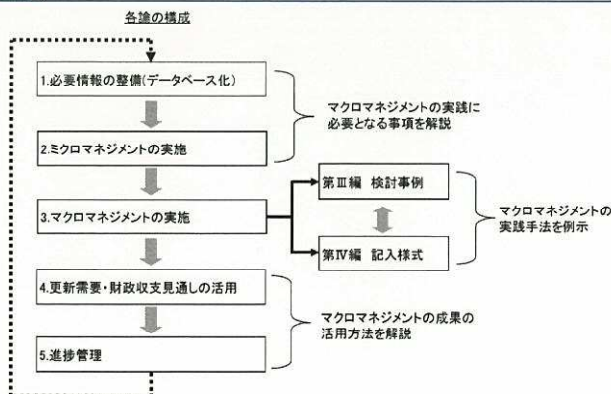 各論の構成
1.必要情報の整備(データベース化)
マクロマネジメントの実践に
必要となる事項を解説
2.ミクロマネジメントの実施
第Ⅲ編 検討事例
3.マクロマネジメントの実施
マクロマネジメントの
実践手法を例示
第Ⅳ編 記入様式
4.更新需要・財政収支見通しの活用
マクロマネジメントの成果の
活用方法を解説
5.進捗管理